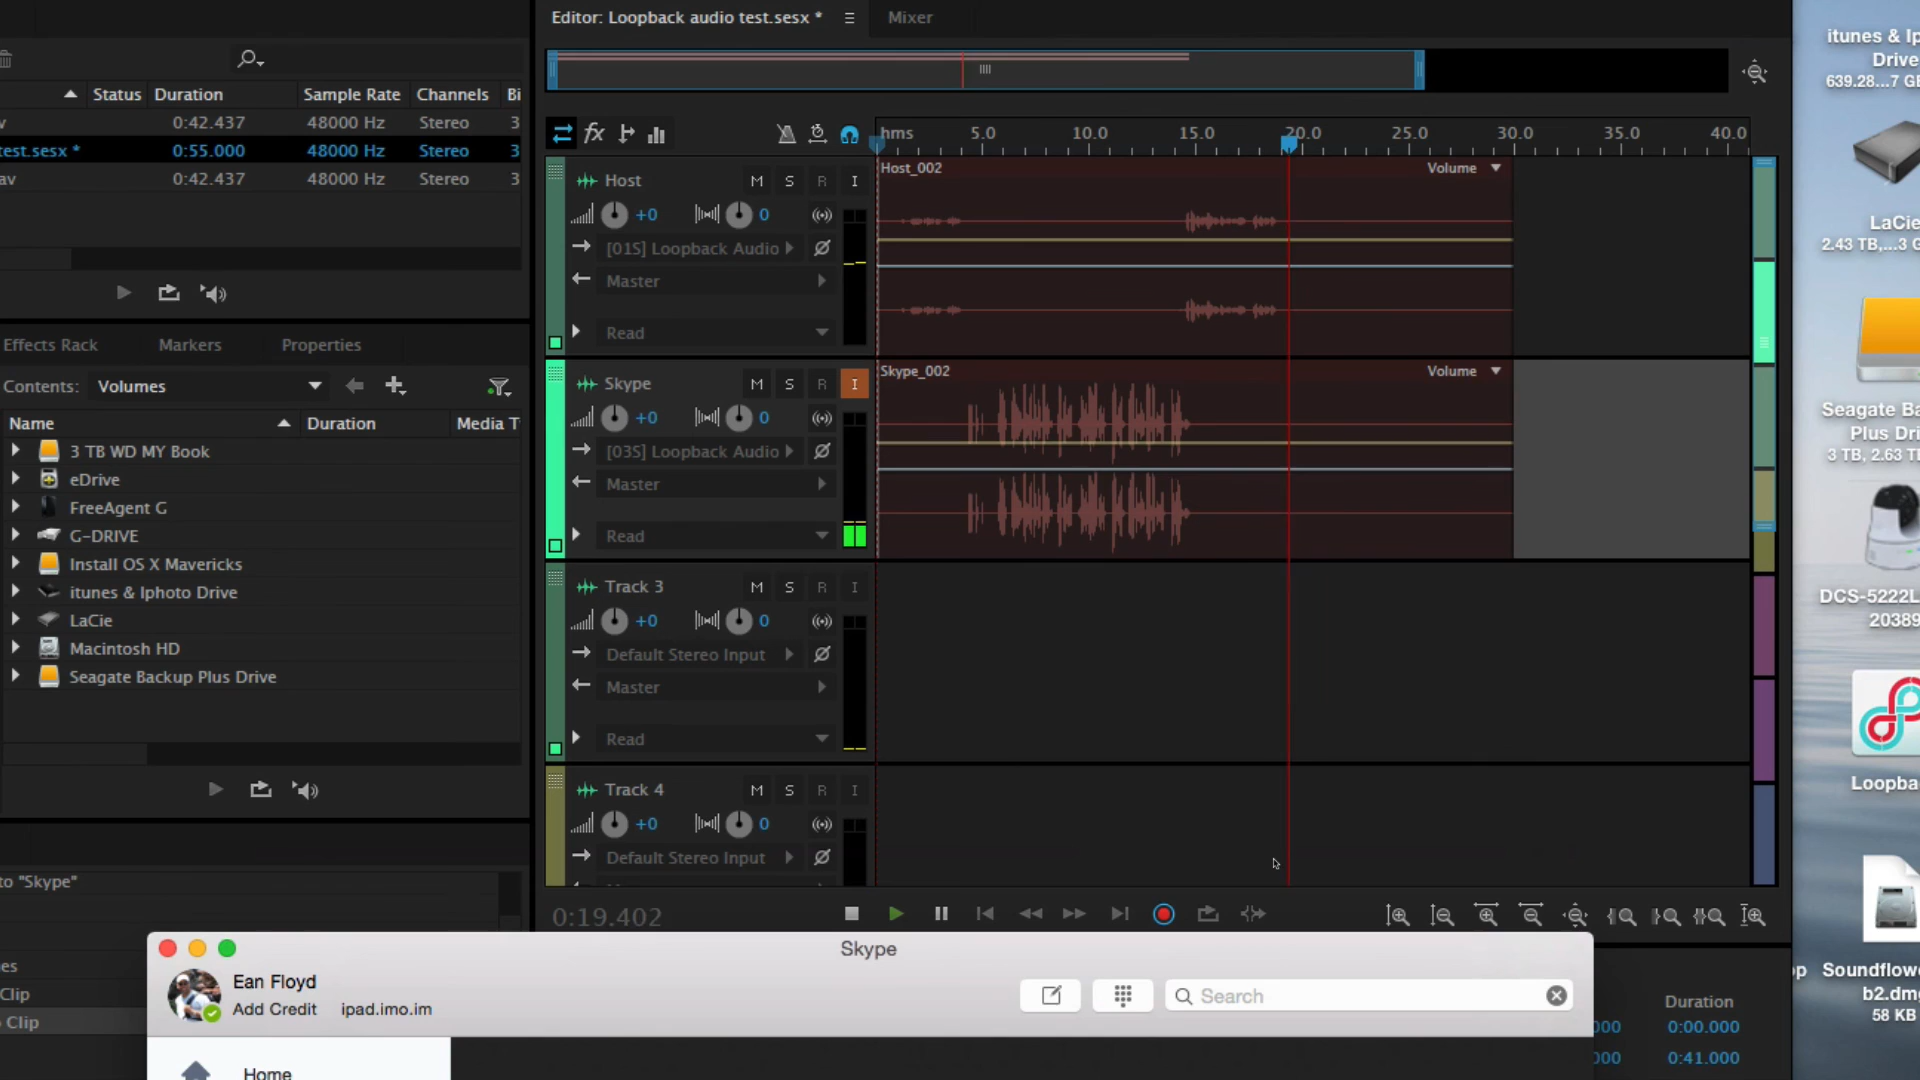 Editor: Loopback audio test.sesx *
Mixer
Status Duration Sample Rate Channels Bi
v 0:42.437 48000 Hz Stereo 3
test.sesx * 0:55.000 48000 Hz Stereo 3
av 0:42.437 48000 Hz Stereo 3
Effects Rack Markers Properties
Contents: Volumes
Name Duration Media T
3 TB WD MY Book
eDrive
FreeAgent G
G-DRIVE
Install OS X Mavericks
itunes & Iphoto Drive
LaCie
Macintosh HD
Seagate Backup Plus Drive
to "Skype"
es
Clip
Clip
fx
hms 5.0 10.0 15.0 20.0 25.0 30.0 35.0 40.0
Host M S R I
+0 0
[01S] Loopback Audio
Master
Read
Host_002 Volume
Skype M S R I
+0 0
[03S] Loopback Audio
Master
Read
Skype_002 Volume
Track 3 M S R I
+0 0
Default Stereo Input
Master
Read
Track 4 M S R I
+0 0
Default Stereo Input
0:19.402
Skype
Ean Floyd
Add Credit ipad.imo.im
Search
Home
Duration
000 0:00.000
000 0:41.000
itunes & Ip
Drive
639.28...7 G
LaCie
2.43 TB,...3 G
Seagate Ba
Plus Dri
3 TB, 2.63 T
DCS-5222L
20389
Loopba
op
Soundflow
b2.dmg
58 KB